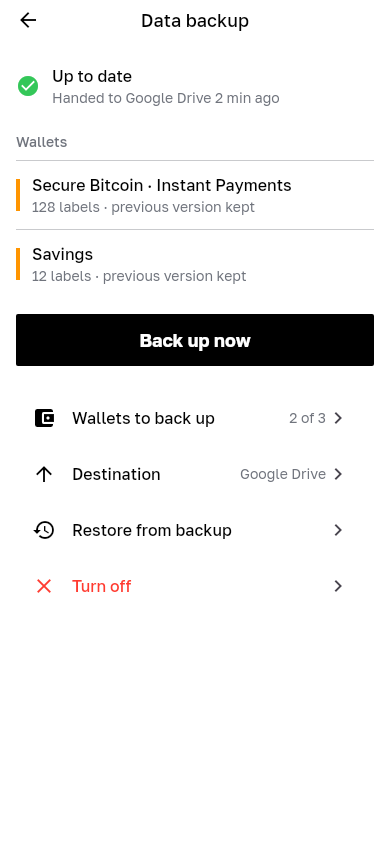 Data backup
Up to date
Handed to Google Drive 2 min ago
Wallets
Secure Bitcoin · Instant Payments
128 labels · previous version kept
Savings
12 labels · previous version kept
Back up now
Wallets to back up 2 of 3
Destination Google Drive
Restore from backup
Turn off